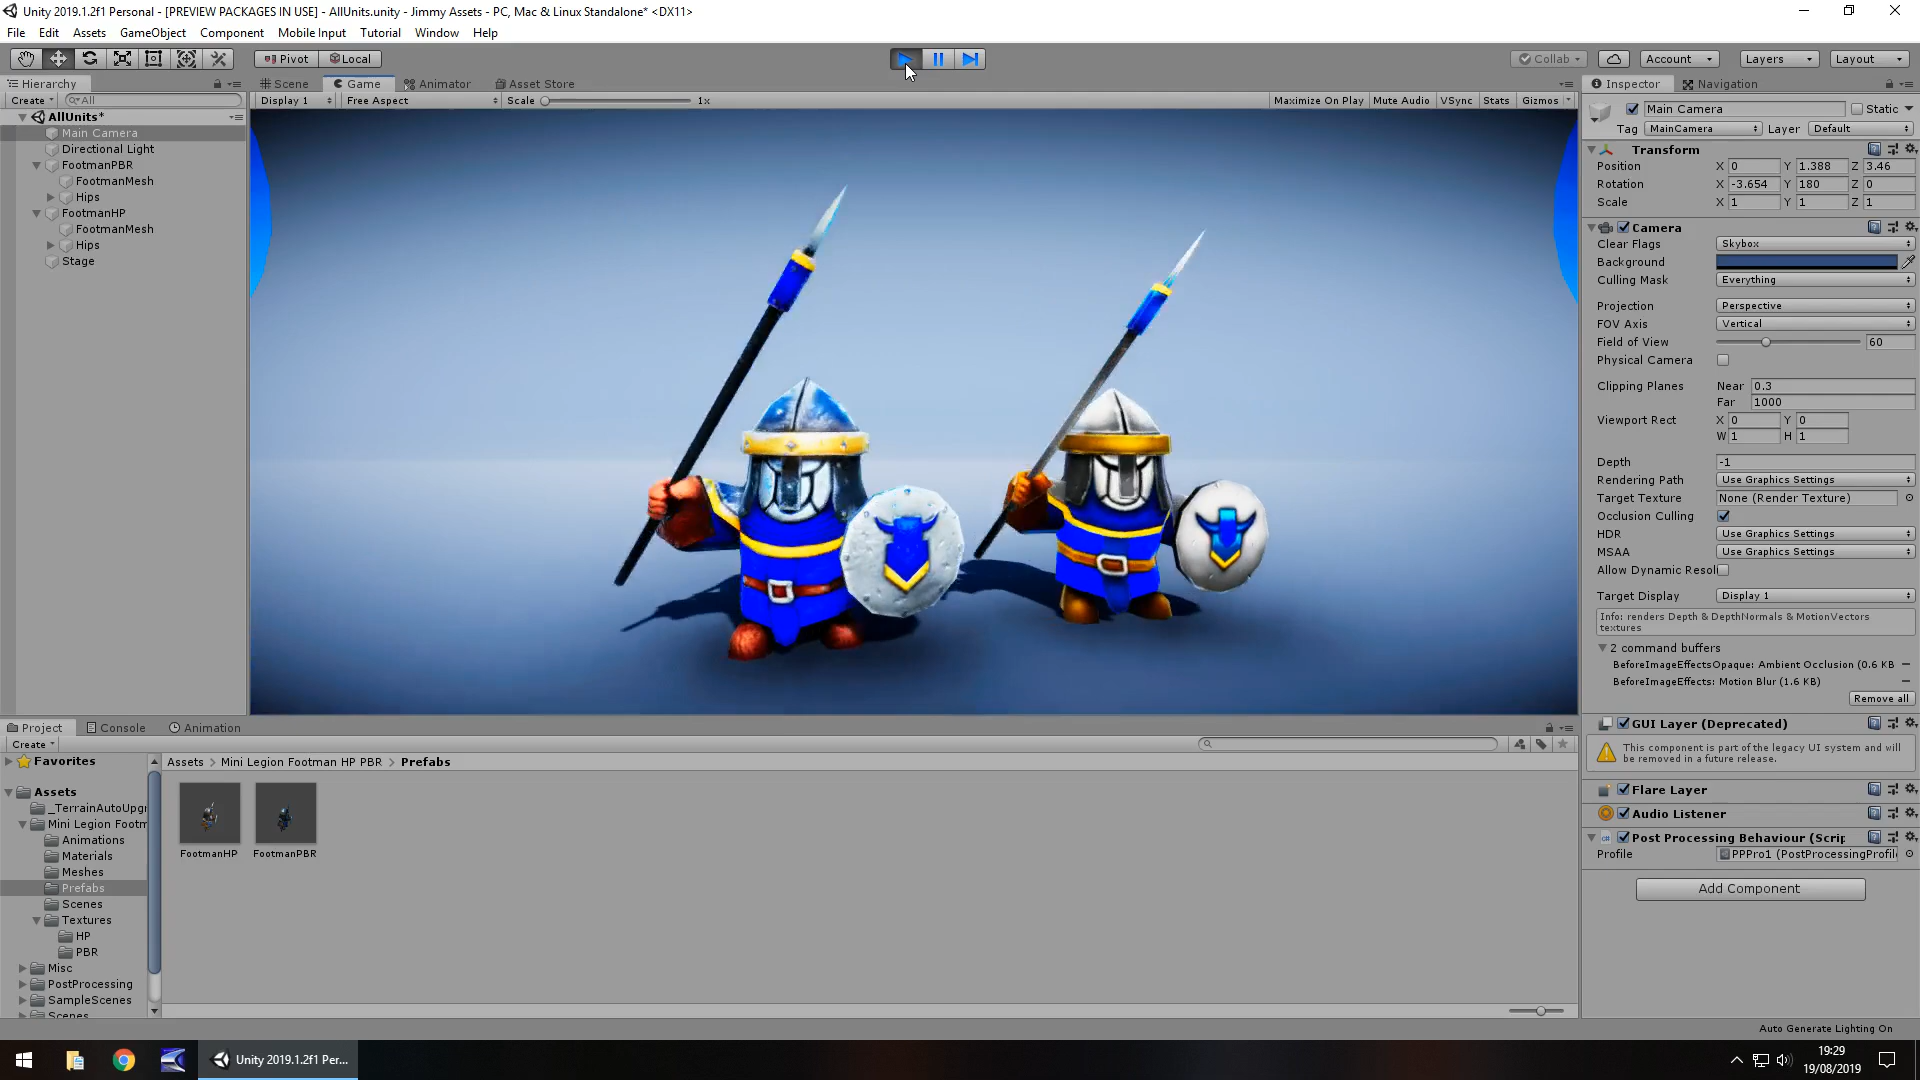 Unity 2019.1.2f1 Personal - [PREVIEW PACKAGES IN USE] - AllUnits.unity - Jimmy Assets - PC, Mac & Linux Standalone* <DX11>
File Edit Assets GameObject Component Mobile Input Tutorial Window Help
Pivot Local Collab Account Layers Layout
Hierarchy Scene Game Animator Asset Store Inspector Navigation
Create All Display 1 Free Aspect Scale 1x Maximize On Play Mute Audio VSync Stats Gizmos
AllUnits*
Main Camera
Directional Light
FootmanPBR
FootmanMesh
Hips
FootmanHP
FootmanMesh
Hips
Stage
Main Camera Static
Tag MainCamera Layer Default
Transform
Position X 0 Y 1.388 Z 3.46
Rotation X -3.654 Y 180 Z 0
Scale X 1 Y 1 Z 1
Camera
Clear Flags Skybox
Background
Culling Mask Everything
Projection Perspective
FOV Axis Vertical
Field of View 60
Physical Camera
Clipping Planes Near 0.3
Far 1000
Viewport Rect X 0 Y 0
W 1 H 1
Depth -1
Rendering Path Use Graphics Settings
Target Texture None (Render Texture)
Occlusion Culling
HDR Use Graphics Settings
MSAA Use Graphics Settings
Allow Dynamic Resol
Target Display Display 1
Info: renders Depth & DepthNormals & MotionVectors
textures
2 command buffers
BeforeImageEffectsOpaque: Ambient Occlusion (0.6 KB
BeforeImageEffects: Motion Blur (1.6 KB)
Remove all
GUI Layer (Deprecated)
This component is part of the legacy UI system and will
be removed in a future release.
Flare Layer
Audio Listener
Post Processing Behaviour (Scrip
Profile PPPro1 (PostProcessingProfile
Add Component
Project Console Animation
Create
Favorites
Assets
_TerrainAutoUpgr
Mini Legion Footm
Animations
Materials
Meshes
Prefabs
Scenes
Textures
HP
PBR
Misc
PostProcessing
SampleScenes
Scenes
Assets > Mini Legion Footman HP PBR > Prefabs
FootmanHP FootmanPBR
Auto Generate Lighting On
Unity 2019.1.2f1 Per...
19:29
19/08/2019